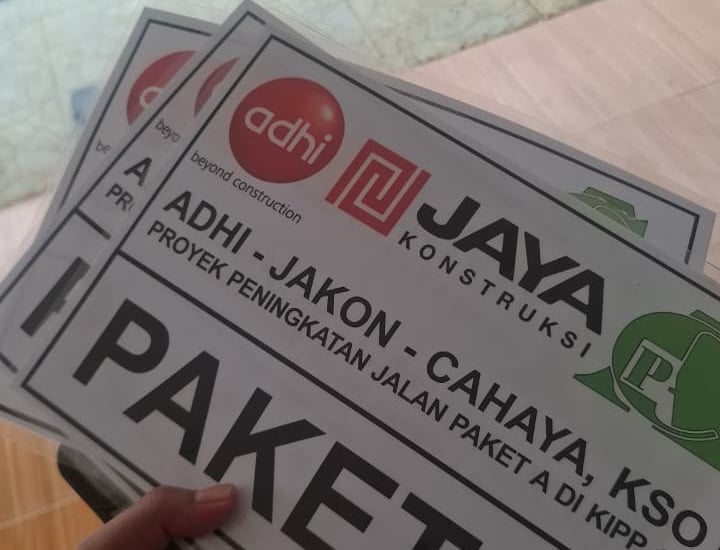 adhi
beyond construction
JAYA
KONSTRUKSI
ADHI - JAKON - CAHAYA, KSO
PROYEK PENINGKATAN JALAN PAKET A DI KIPP
PAKET